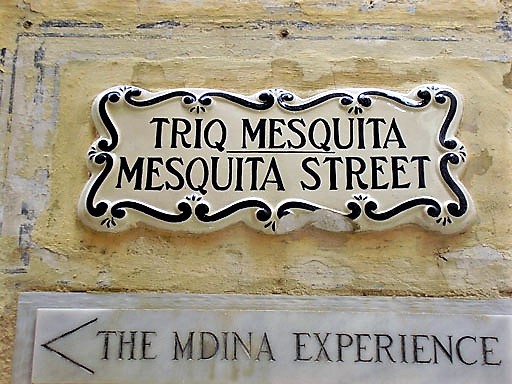 TRIQ MESQUITA
MESQUITA STREET
< THE MDINA EXPERIENCE